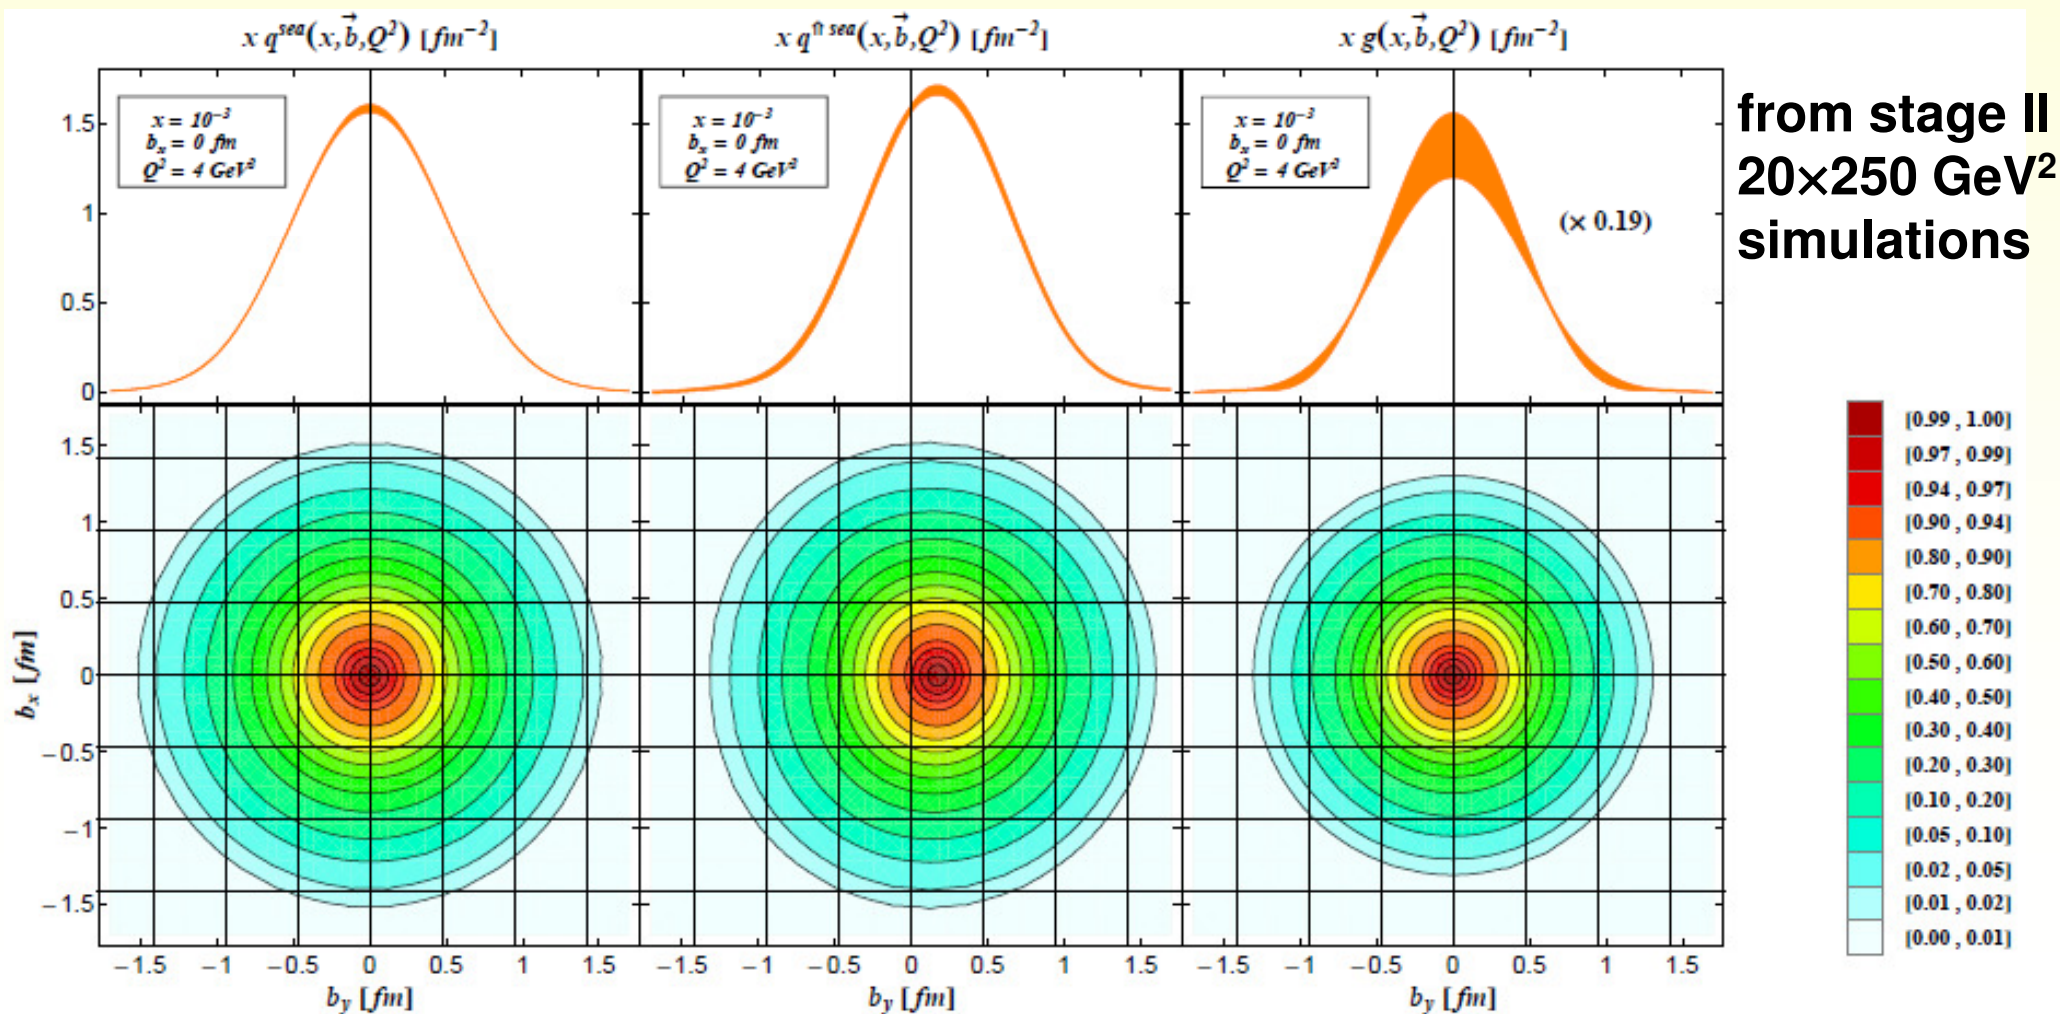 x q^sea(x,b⃗,Q²) [fm⁻²]
x q^⇑ sea(x,b⃗,Q²) [fm⁻²]
x g(x,b⃗,Q²) [fm⁻²]
x = 10⁻³
b_x = 0 fm
Q² = 4 GeV²
x = 10⁻³
b_x = 0 fm
Q² = 4 GeV²
x = 10⁻³
b_x = 0 fm
Q² = 4 GeV²
(× 0.19)
from stage II
20×250 GeV²
simulations
1.5
1
0.5
0
1.5
1
0.5
0
−0.5
−1
−1.5
b_x [fm]
−1.5 −1 −0.5 0 0.5 1 1.5
−1.5 −1 −0.5 0 0.5 1 1.5
−1.5 −1 −0.5 0 0.5 1 1.5
b_y [fm]
b_y [fm]
b_y [fm]
[0.99 , 1.00]
[0.97 , 0.99]
[0.94 , 0.97]
[0.90 , 0.94]
[0.80 , 0.90]
[0.70 , 0.80]
[0.60 , 0.70]
[0.50 , 0.60]
[0.40 , 0.50]
[0.30 , 0.40]
[0.20 , 0.30]
[0.10 , 0.20]
[0.05 , 0.10]
[0.02 , 0.05]
[0.01 , 0.02]
[0.00 , 0.01]